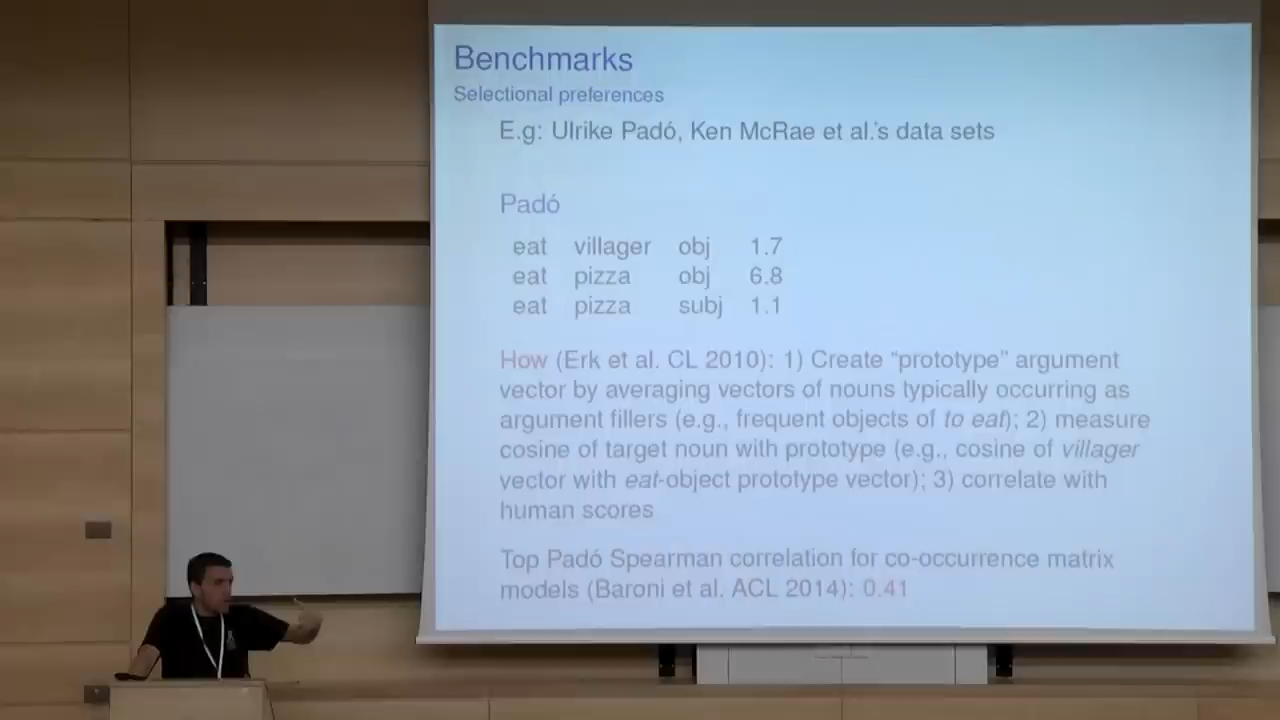 Benchmarks
Selectional preferences
E.g: Ulrike Padó, Ken McRae et al.'s data sets
Padó
eat villager obj 1.7
eat pizza obj 6.8
eat pizza subj 1.1
How (Erk et al. CL 2010): 1) Create “prototype” argument
vector by averaging vectors of nouns typically occurring as
argument fillers (e.g., frequent objects of to eat); 2) measure
cosine of target noun with prototype (e.g., cosine of villager
vector with eat-object prototype vector); 3) correlate with
human scores
Top Padó Spearman correlation for co-occurrence matrix
models (Baroni et al. ACL 2014): 0.41